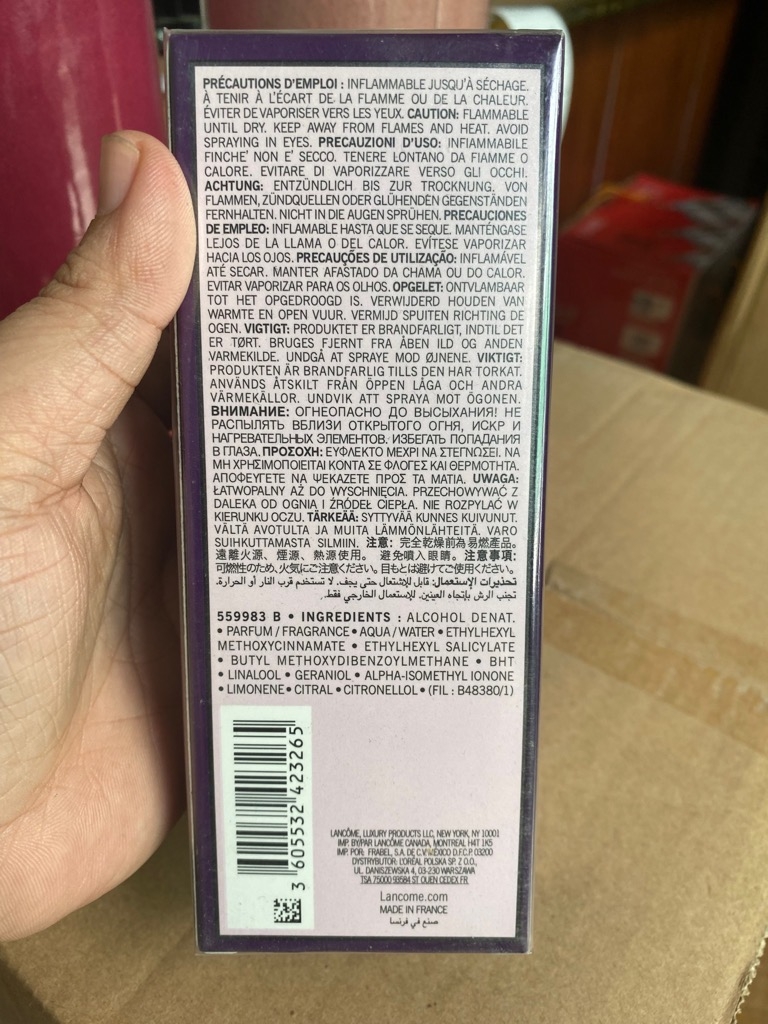 PRÉCAUTIONS D'EMPLOI : INFLAMMABLE JUSQU'À SÉCHAGE.
À TENIR À L'ÉCART DE LA FLAMME OU DE LA CHALEUR.
ÉVITER DE VAPORISER VERS LES YEUX. CAUTION: FLAMMABLE
UNTIL DRY. KEEP AWAY FROM FLAMES AND HEAT. AVOID
SPRAYING IN EYES. PRECAUZIONI D'USO: INFIAMMABILE
FINCHE' NON E' SECCO. TENERE LONTANO DA FIAMME O
CALORE. EVITARE DI VAPORIZZARE VERSO GLI OCCHI.
ACHTUNG: ENTZÜNDLICH BIS ZUR TROCKNUNG. VON
FLAMMEN, ZÜNDQUELLEN ODER GLÜHENDEN GEGENSTÄNDEN
FERNHALTEN. NICHT IN DIE AUGEN SPRÜHEN. PRECAUCIONES
DE EMPLEO: INFLAMABLE HASTA QUE SE SEQUE. MANTÉNGASE
LEJOS DE LA LLAMA O DEL CALOR. EVÍTESE VAPORIZAR
HACIA LOS OJOS. PRECAUÇÕES DE UTILIZAÇÃO: INFLAMÁVEL
ATÉ SECAR. MANTER AFASTADO DA CHAMA OU DO CALOR.
EVITAR VAPORIZAR PARA OS OLHOS. OPGELET: ONTVLAMBAAR
TOT HET OPGEDROOGD IS. VERWIJDERD HOUDEN VAN
WARMTE EN OPEN VUUR. VERMIJD SPUITEN RICHTING DE
OGEN. VIGTIGT: PRODUKTET ER BRANDFARLIGT, INDTIL DET
ER TØRT. BRUGES FJERNT FRA ÅBEN ILD OG ANDEN
VARMEKILDE. UNDGÅ AT SPRAYE MOD ØJNENE. VIKTIGT:
PRODUKTEN ÄR BRANDFARLIG TILLS DEN HAR TORKAT.
ANVÄNDS ÅTSKILT FRÅN ÖPPEN LÅGA OCH ANDRA
VÄRMEKÄLLOR. UNDVIK ATT SPRAYA MOT ÖGONEN.
ВНИМАНИЕ: ОГНЕОПАСНО ДО ВЫСЫХАНИЯ! НЕ
РАСПЫЛЯТЬ ВБЛИЗИ ОТКРЫТОГО ОГНЯ, ИСКР И
НАГРЕВАТЕЛЬНЫХ ЭЛЕМЕНТОВ. ИЗБЕГАТЬ ПОПАДАНИЯ
В ГЛАЗА. ΠΡΟΣΟΧΗ: ΕΥΦΛΕΚΤΟ ΜΕΧΡΙ ΝΑ ΣΤΕΓΝΩΣΕΙ. ΝΑ
ΜΗ ΧΡΗΣΙΜΟΠΟΙΕΙΤΑΙ ΚΟΝΤΑ ΣΕ ΦΛΟΓΕΣ ΚΑΙ ΘΕΡΜΟΤΗΤΑ.
ΑΠΟΦΕΥΓΕΤΕ ΝΑ ΨΕΚΑΖΕΤΕ ΠΡΟΣ ΤΑ ΜΑΤΙΑ. UWAGA:
ŁATWOPALNY AŻ DO WYSCHNIĘCIA. PRZECHOWYWAĆ Z
DALEKA OD OGNIA I ŹRÓDEŁ CIEPŁA. NIE ROZPYLAĆ W
KIERUNKU OCZU. TÄRKEÄÄ: SYTTYVÄÄ KUNNES KUIVUNUT.
VÄLTÄ AVOTULTA JA MUITA LÄMMÖNLÄHTEITÄ. VARO
SUIHKUTTAMASTA SILMIIN. 注意: 完全乾燥前為易燃產品。
遠離火源、煙源、熱源使用。 避免噴入眼睛。注意事項:
可燃性のため、火気にご注意ください。目もとは避けてご使用ください。
تحذيرات الإستعمال: قابل للإشتعال حتى يجف. لا تستخدم قرب النار أو الحرارة.
تجنب الرش بإتجاه العينين. للإستعمال الخارجي فقط.
559983 B • INGREDIENTS : ALCOHOL DENAT.
• PARFUM / FRAGRANCE • AQUA / WATER • ETHYLHEXYL
METHOXYCINNAMATE • ETHYLHEXYL SALICYLATE
• BUTYL METHOXYDIBENZOYLMETHANE • BHT
• LINALOOL • GERANIOL • ALPHA-ISOMETHYL IONONE
• LIMONENE • CITRAL • CITRONELLOL • (FIL : B48380/1)
3 605532 423265
LANCÔME, LUXURY PRODUCTS LLC, NEW YORK, NY 10001
IMP. BY/PAR LANCÔME CANADA, MONTREAL H4T 1K5
IMP. POR: FRABEL, S.A. DE C.V. MÉXICO D.F.C.P. 03200
DYSTRYBUTOR: L'ORÉAL POLSKA SP. Z O.O.,
UL. DANISZEWSKA 4, 03-230 WARSZAWA
TSA 75000 93584 ST OUEN CEDEX FR
Lancome.com
MADE IN FRANCE
صنع في فرنسا